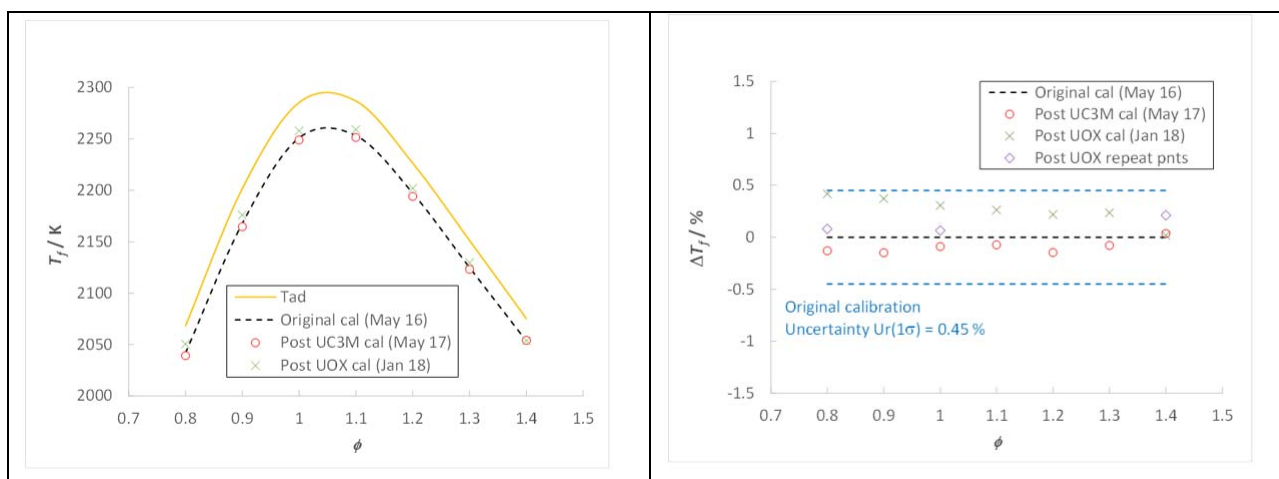 2300
2250
2200
2150
2100
2050
2000
T_f / K
Tad
Original cal (May 16)
Post UC3M cal (May 17)
Post UOX cal (Jan 18)
0.7 0.8 0.9 1 1.1 1.2 1.3 1.4 1.5
ϕ
1.5
1
0.5
0
-0.5
-1
-1.5
ΔT_f / %
Original cal (May 16)
Post UC3M cal (May 17)
Post UOX cal (Jan 18)
Post UOX repeat pnts
Original calibration
Uncertainty Ur(1σ) = 0.45 %
0.7 0.8 0.9 1 1.1 1.2 1.3 1.4 1.5
ϕ